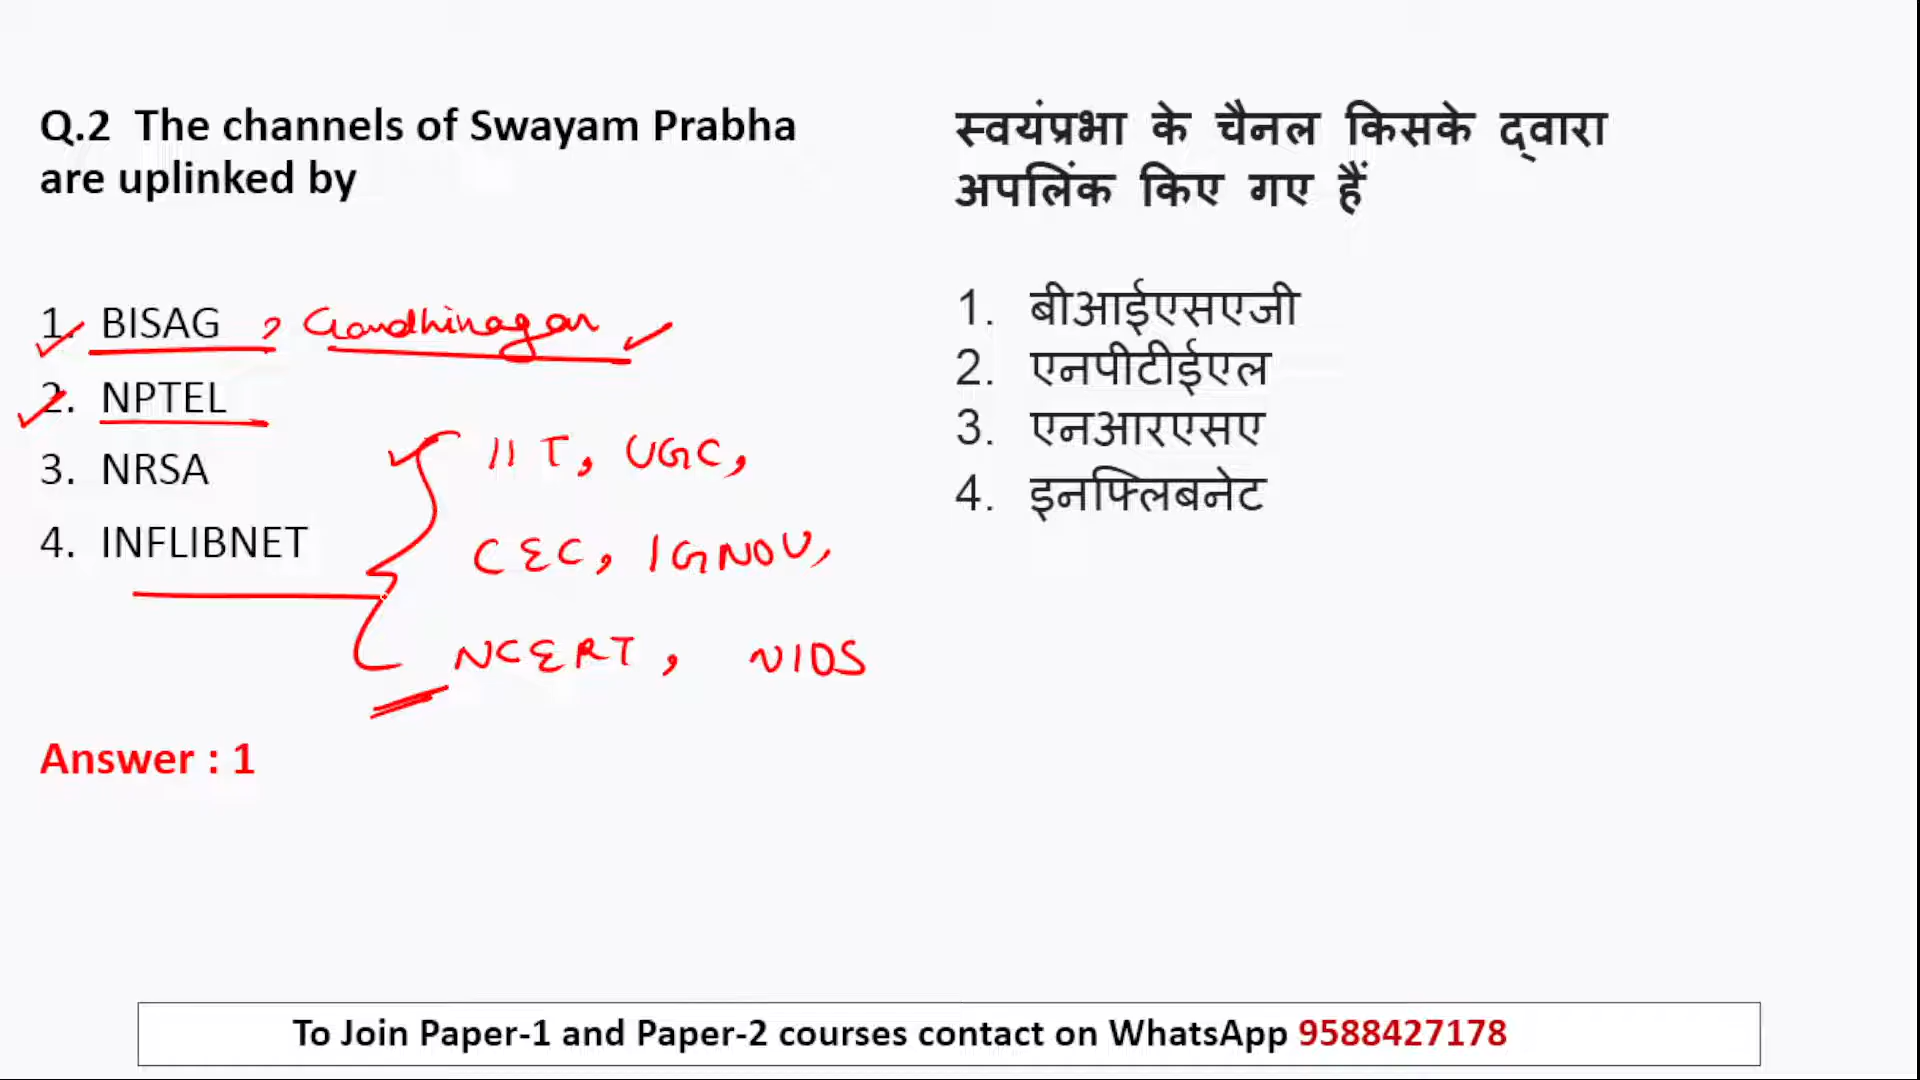 Q.2 The channels of Swayam Prabha
are uplinked by
1. BISAG , Gandhinagar
2. NPTEL
3. NRSA
4. INFLIBNET
IIT, UGC,
CEC, IGNOU,
NCERT, NIOS
Answer : 1
स्वयंप्रभा के चैनल किसके द्वारा
अपलिंक किए गए हैं
1. बीआईएसएजी
2. एनपीटीईएल
3. एनआरएसए
4. इनफ्लिबनेट
To Join Paper-1 and Paper-2 courses contact on WhatsApp 9588427178